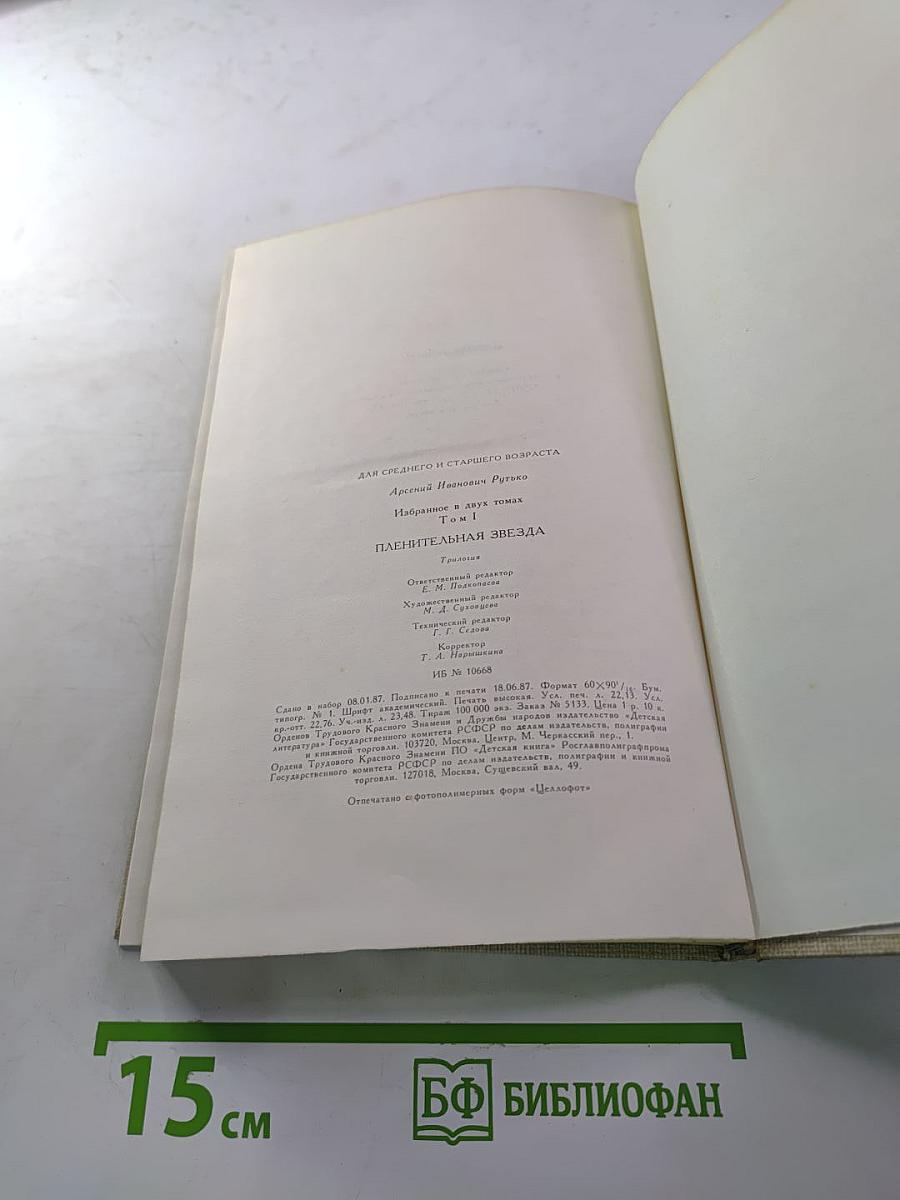 ДЛЯ СРЕДНЕГО И СТАРШЕГО ВОЗРАСТА
Арсений Иванович Рутько
Избранное в двух томах
Том I
ПЛЕНИТЕЛЬНАЯ ЗВЕЗДА
Трилогия
Ответственный редактор
Е. М. Подкопаева
Художественный редактор
М. Д. Суховцева
Технический редактор
Г. Г. Седова
Корректор
Т. А. Нарышкина
ИБ № 10668
Сдано в набор 08.01.87. Подписано к печати 18.06.87. Формат 60×90¹/₁₆. Бум.
типогр. № 1. Шрифт академический. Печать высокая. Усл. печ. л. 22,13. Усл.
кр.-отт. 22,76. Уч.-изд. л. 23,48. Тираж 100 000 экз. Заказ № 5133. Цена 1 р. 10 к.
Орденов Трудового Красного Знамени и Дружбы народов издательство «Детская
литература» Государственного комитета РСФСР по делам издательств, полиграфии
и книжной торговли. 103720, Москва, Центр, М. Черкасский пер., 1.
Ордена Трудового Красного Знамени ПО «Детская книга» Росглавполиграфпрома
Государственного комитета РСФСР по делам издательств, полиграфии и книжной
торговли. 127018, Москва, Сущевский вал, 49.
Отпечатано с фотополимерных форм «Целлофот»
15 см
БФ БИБЛИОФАН